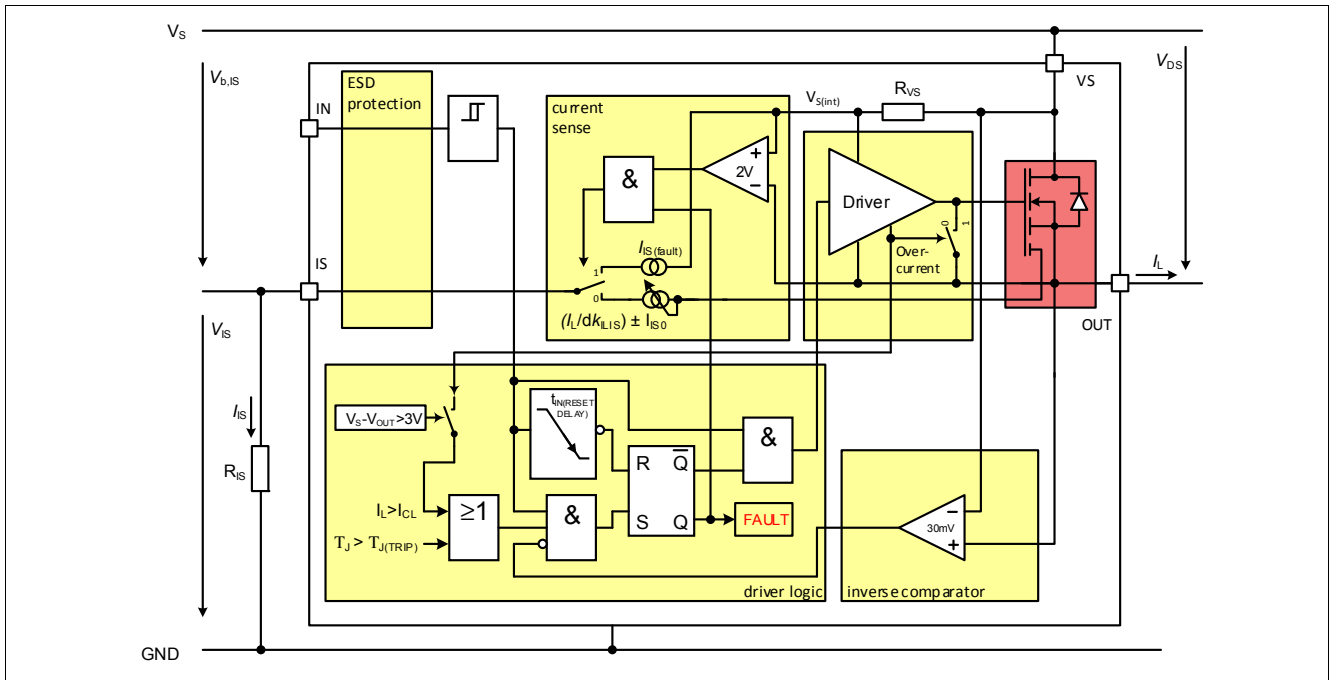 VS
Vb,IS
VDS
ESD
protection
IN
current
sense
VS(int)
RVS
VS
+
2V
−
&
Driver
0
1
Over-
current
IIS(fault)
1
0
(IL/dkILIS) ± IIS0
IS
IL
OUT
VIS
IIS
RIS
VS-VOUT>3V
tIN(RESET
DELAY)
&
R
Q
S
Q
IL>ICL
≥1
&
FAULT
TJ > TJ(TRIP)
driver logic
−
30mV
+
inverse comparator
GND